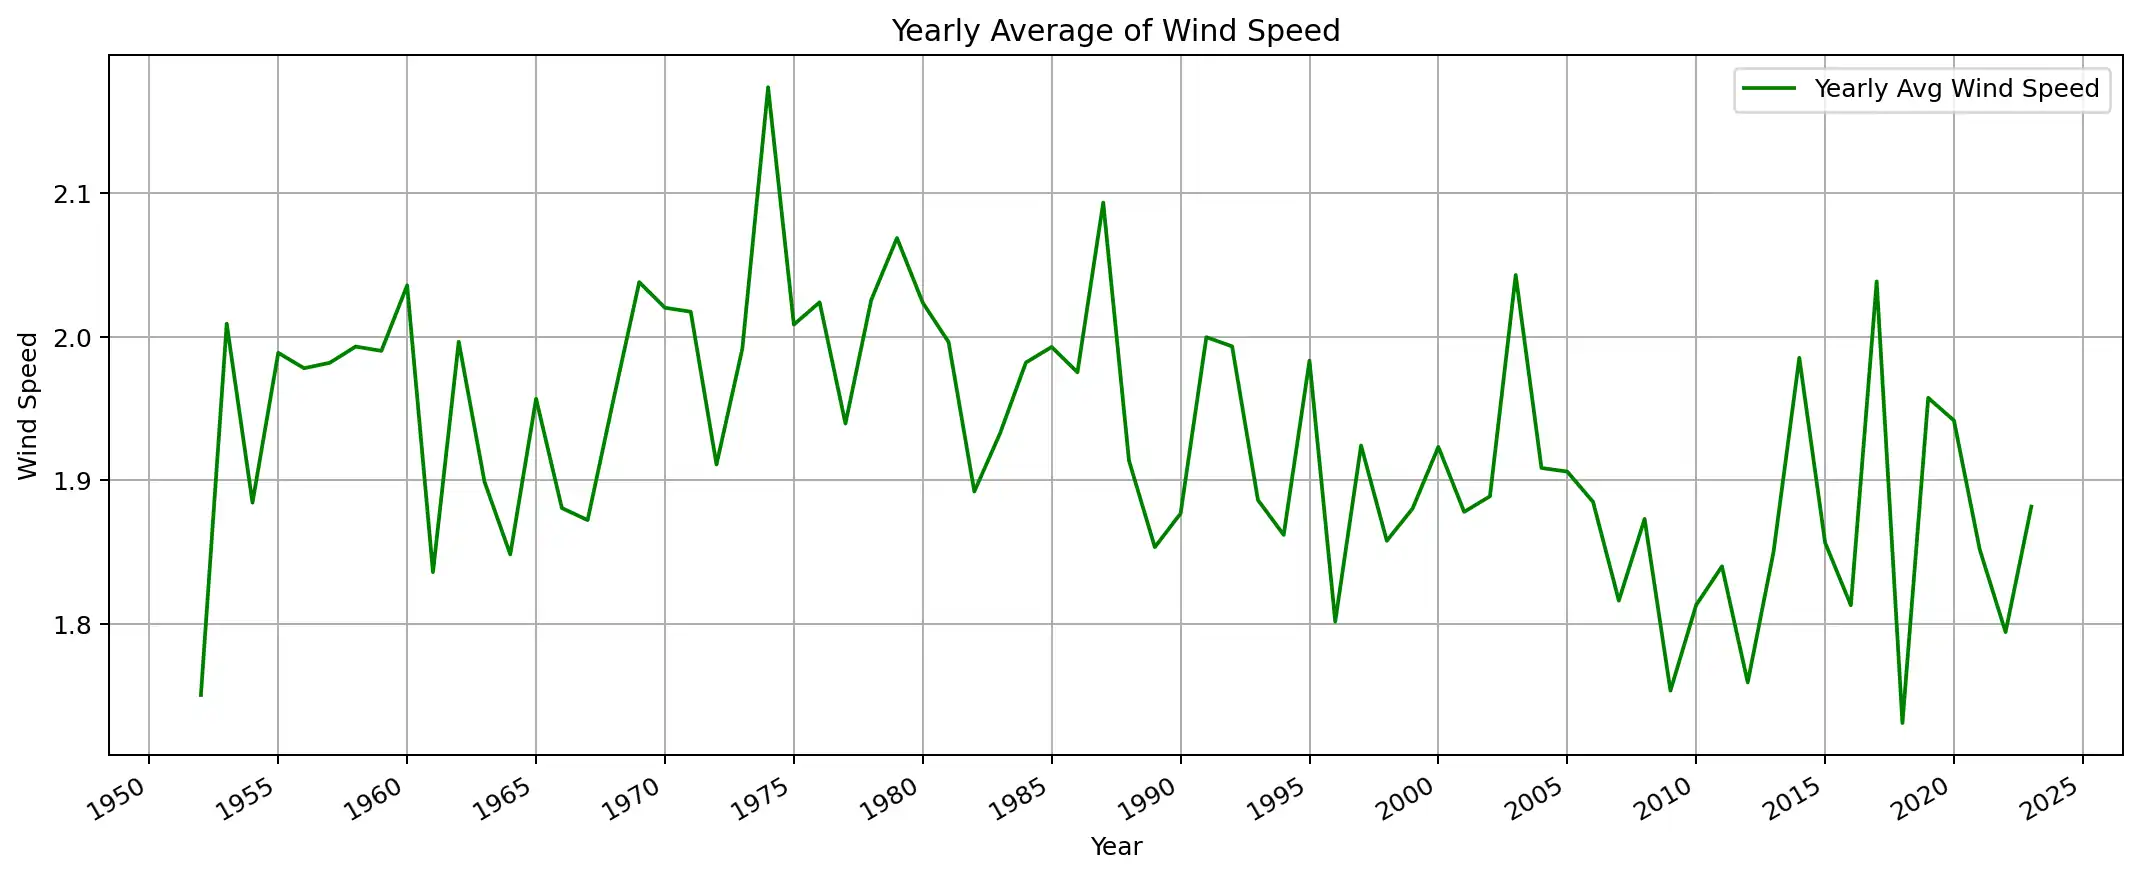 Yearly Average of Wind Speed
Yearly Avg Wind Speed
Wind Speed
2.1
2.0
1.9
1.8
1950 1955 1960 1965 1970 1975 1980 1985 1990 1995 2000 2005 2010 2015 2020 2025
Year